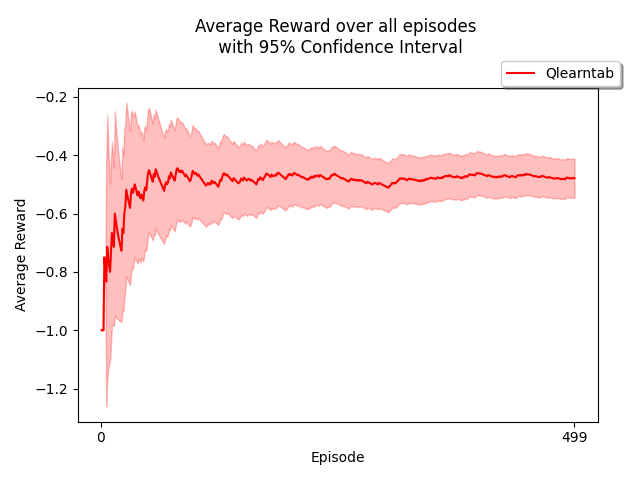 Average Reward over all episodes
with 95% Confidence Interval
Qlearntab
−0.2
−0.4
−0.6
−0.8
−1.0
−1.2
Average Reward
0
499
Episode